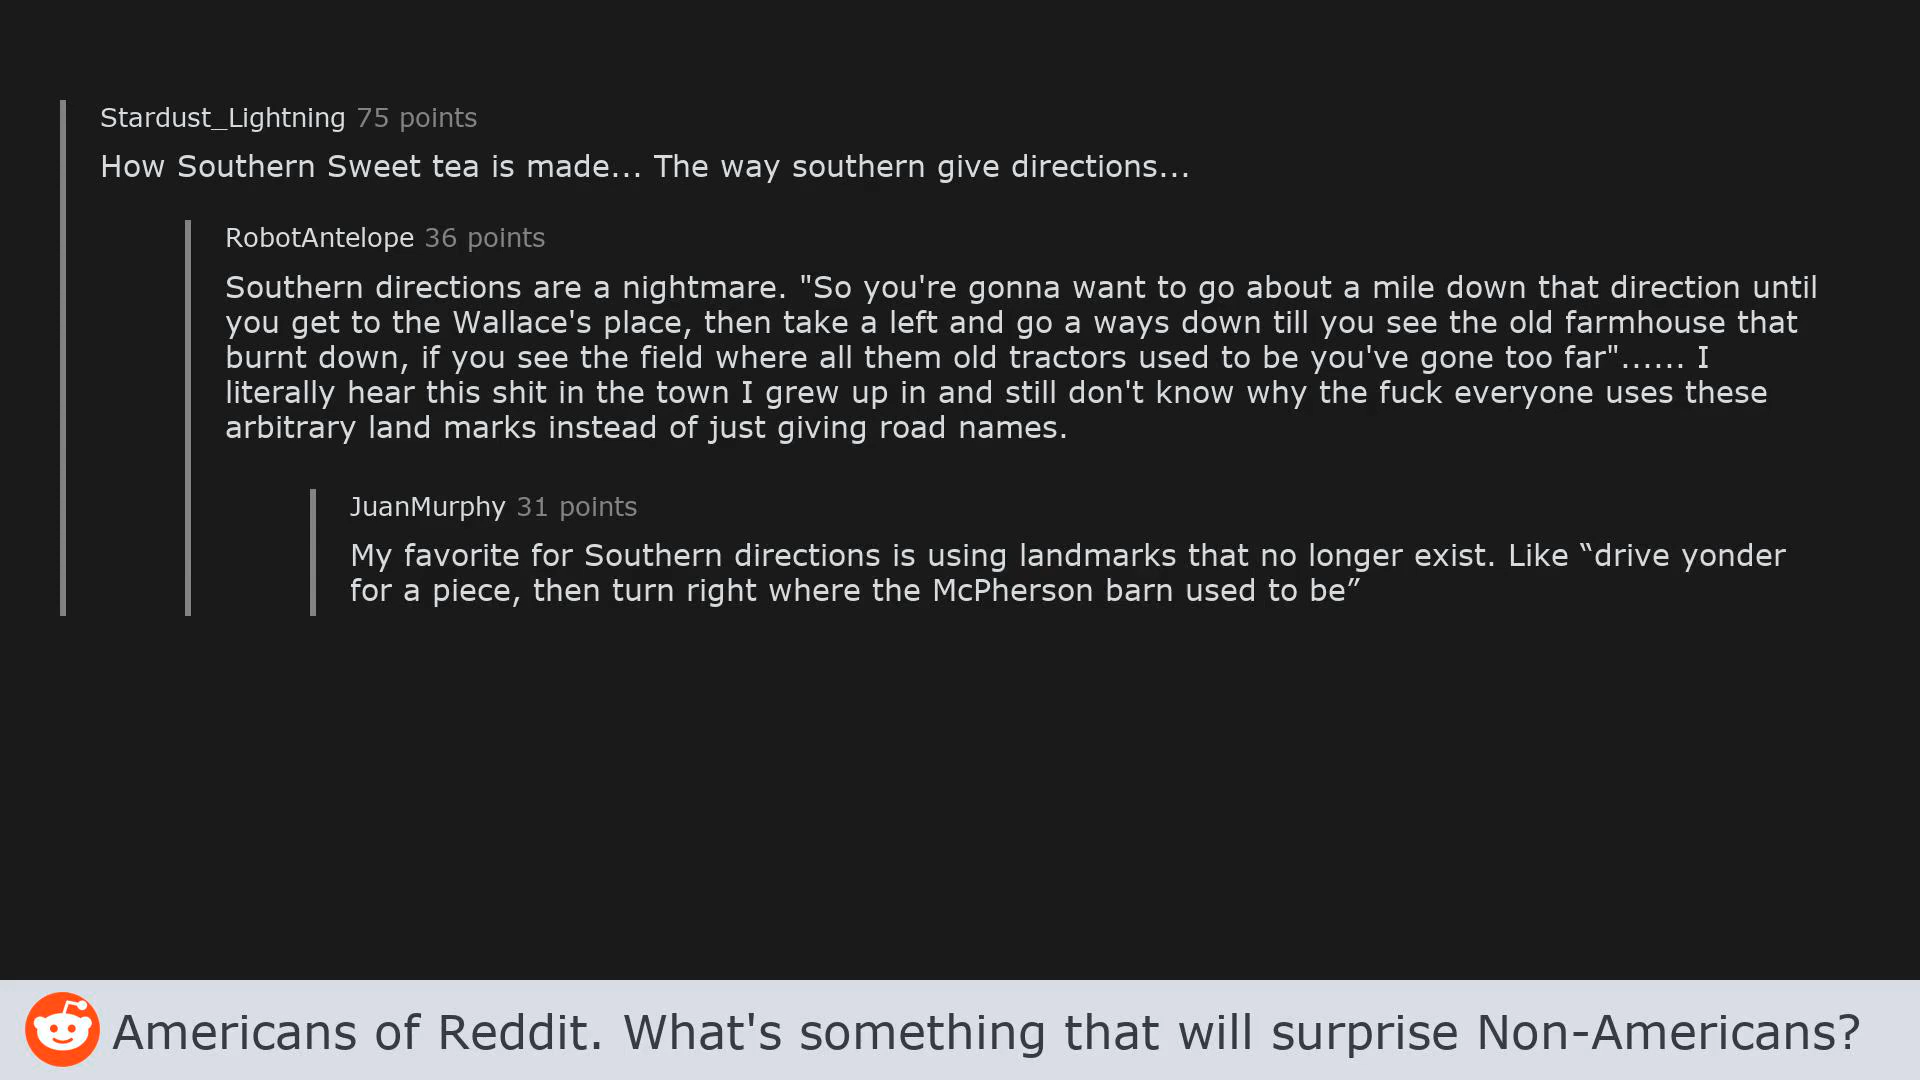 Stardust_Lightning 75 points
How Southern Sweet tea is made... The way southern give directions...
RobotAntelope 36 points
Southern directions are a nightmare. "So you're gonna want to go about a mile down that direction until
you get to the Wallace's place, then take a left and go a ways down till you see the old farmhouse that
burnt down, if you see the field where all them old tractors used to be you've gone too far"...... I
literally hear this shit in the town I grew up in and still don't know why the fuck everyone uses these
arbitrary land marks instead of just giving road names.
JuanMurphy 31 points
My favorite for Southern directions is using landmarks that no longer exist. Like “drive yonder
for a piece, then turn right where the McPherson barn used to be”
Americans of Reddit. What's something that will surprise Non-Americans?